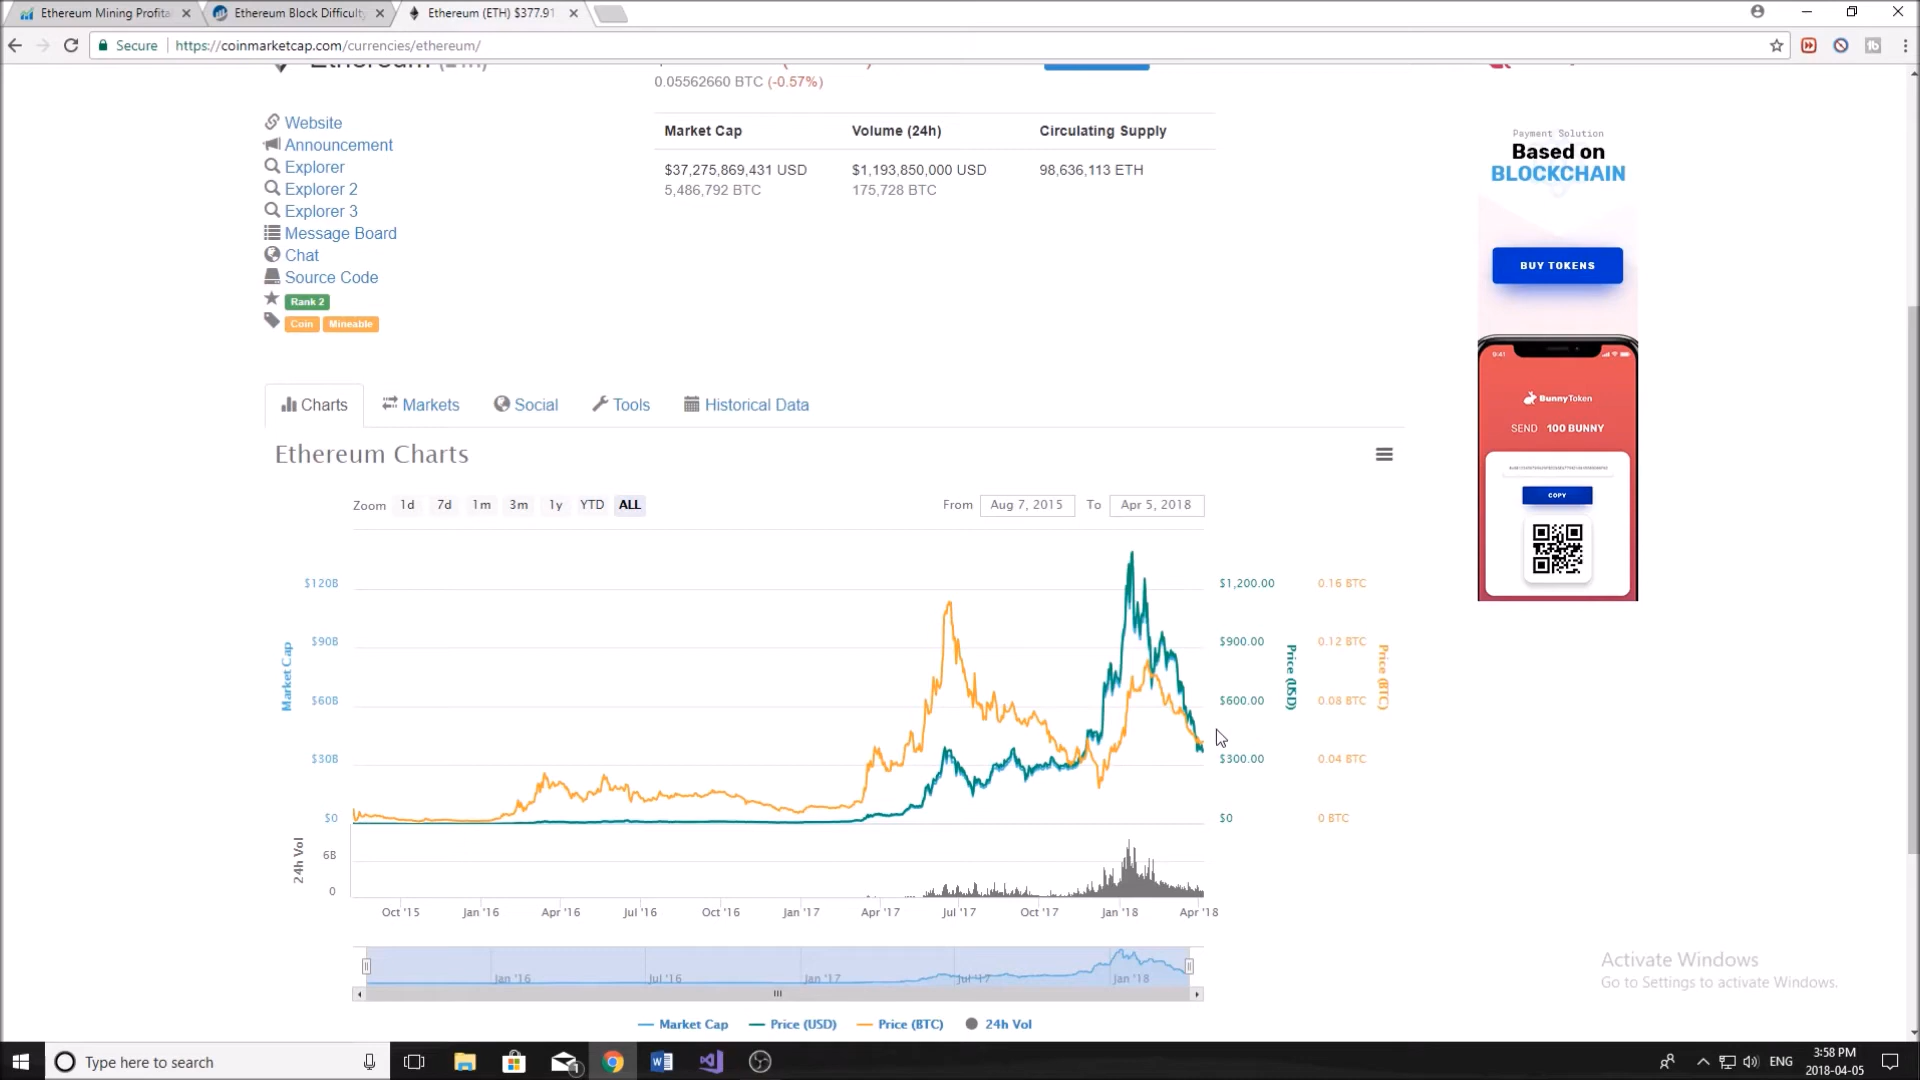 Ethereum Mining Profita
Ethereum Block Difficulty
Ethereum (ETH) $377.91
Secure
https://coinmarketcap.com/currencies/ethereum/
0.05562660 BTC (-0.57%)
Website
Announcement
Explorer
Explorer 2
Explorer 3
Message Board
Chat
Source Code
Rank 2
Coin Mineable
Market Cap Volume (24h) Circulating Supply
$37,275,869,431 USD $1,193,850,000 USD 98,636,113 ETH
5,486,792 BTC 175,728 BTC
Payment Solution
Based on
BLOCKCHAIN
BUY TOKENS
9:41
BunnyToken
SEND 100 BUNNY
COPY
Charts Markets Social Tools Historical Data
Ethereum Charts
Zoom 1d 7d 1m 3m 1y YTD ALL
From Aug 7, 2015 To Apr 5, 2018
$120B $1,200.00 0.16 BTC
$90B $900.00 0.12 BTC
Market Cap
Price (USD)
Price (BTC)
$60B $600.00 0.08 BTC
$30B $300.00 0.04 BTC
$0 $0 0 BTC
24h Vol
6B
0
Oct '15 Jan '16 Apr '16 Jul '16 Oct '16 Jan '17 Apr '17 Jul '17 Oct '17 Jan '18 Apr '18
Jan '16 Jul '16 Jan '17 Jul '17 Jan '18
Market Cap Price (USD) Price (BTC) 24h Vol
Activate Windows
Go to Settings to activate Windows.
Type here to search
1
ENG
3:58 PM
2018-04-05